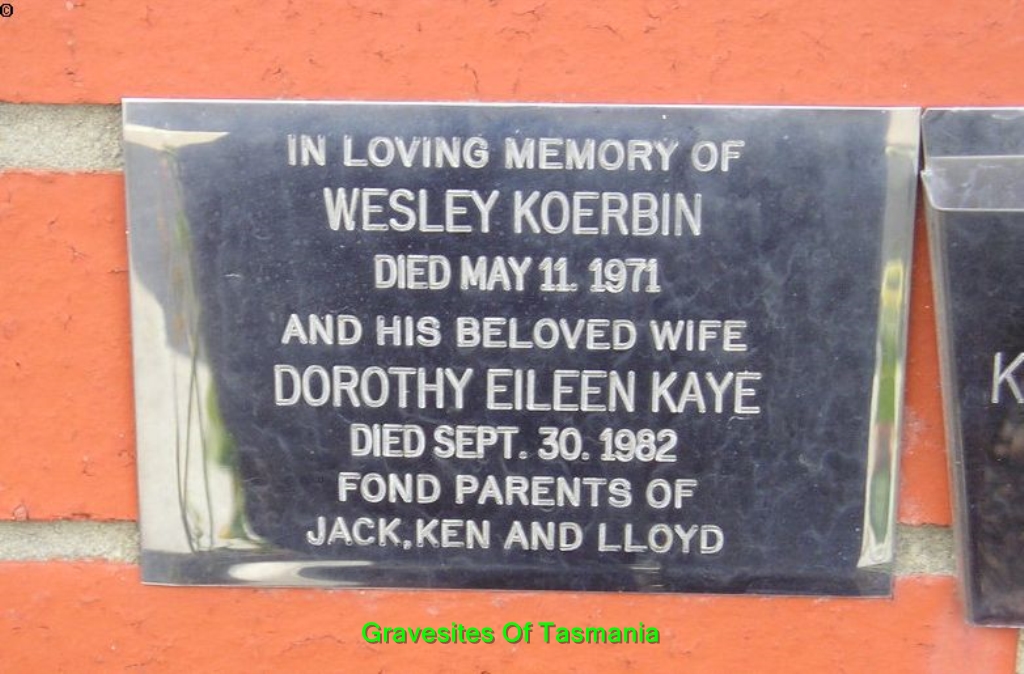 ©
IN LOVING MEMORY OF
WESLEY KOERBIN
DIED MAY 11. 1971
AND HIS BELOVED WIFE
DOROTHY EILEEN KAYE
DIED SEPT. 30. 1982
FOND PARENTS OF
JACK,KEN AND LLOYD
K
Gravesites Of Tasmania